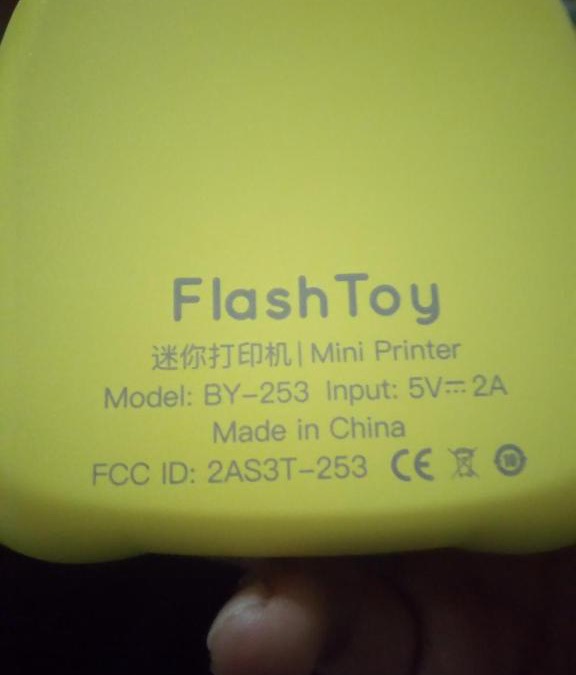 FlashToy
迷你打印机 | Mini Printer
Model: BY-253 Input: 5V⎓2A
Made in China
FCC ID: 2AS3T-253 CE